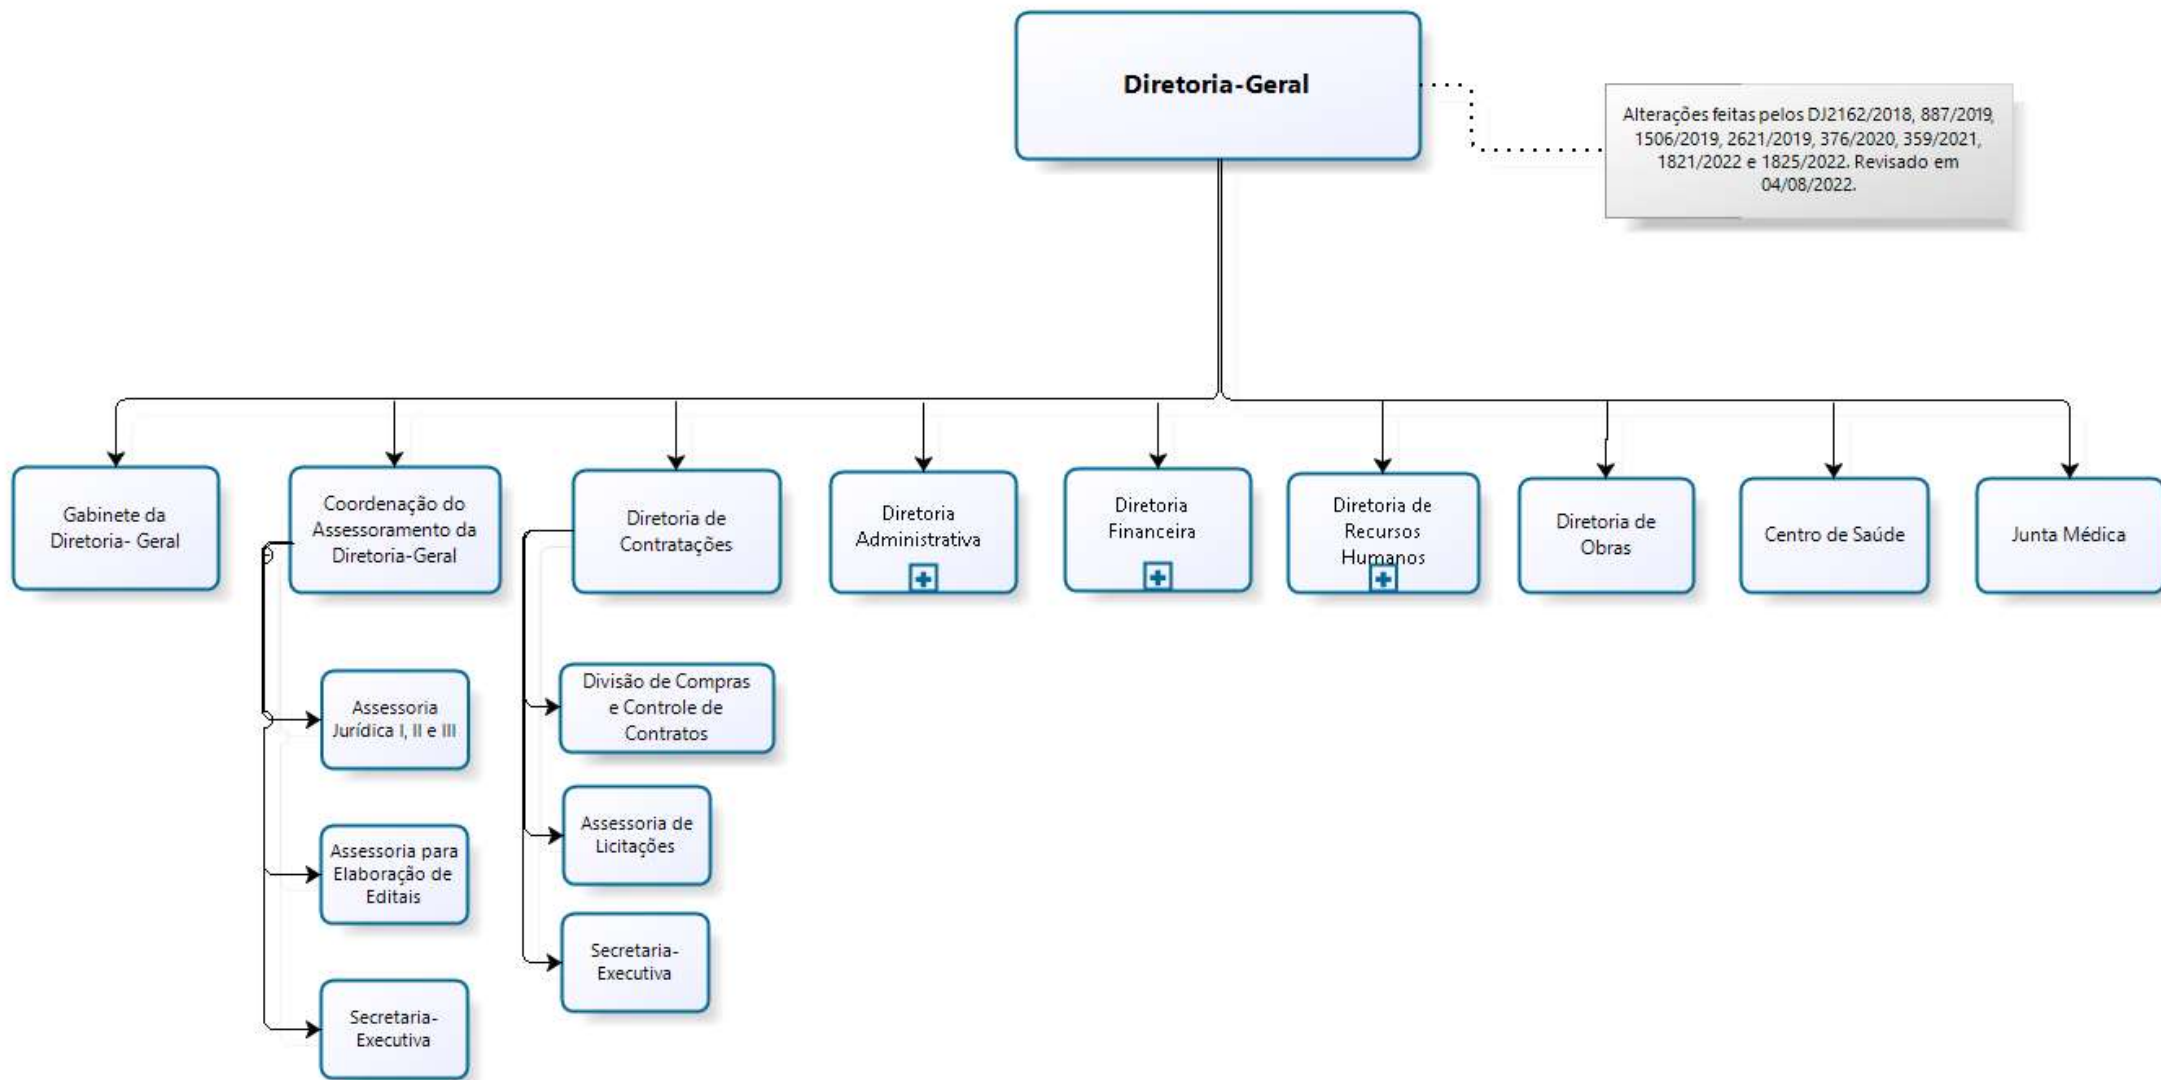 Diretoria-Geral
Alterações feitas pelos DJ2162/2018, 887/2019,
1506/2019, 2621/2019, 376/2020, 359/2021,
1821/2022 e 1825/2022. Revisado em
04/08/2022.
Gabinete da
Diretoria- Geral
Coordenação do
Assessoramento da
Diretoria-Geral
Diretoria de
Contratações
Diretoria
Administrativa
Diretoria
Financeira
Diretoria de
Recursos
Humanos
Diretoria de
Obras
Centro de Saúde
Junta Médica
Assessoria
Jurídica I, II e III
Assessoria para
Elaboração de
Editais
Secretaria-
Executiva
Divisão de Compras
e Controle de
Contratos
Assessoria de
Licitações
Secretaria-
Executiva